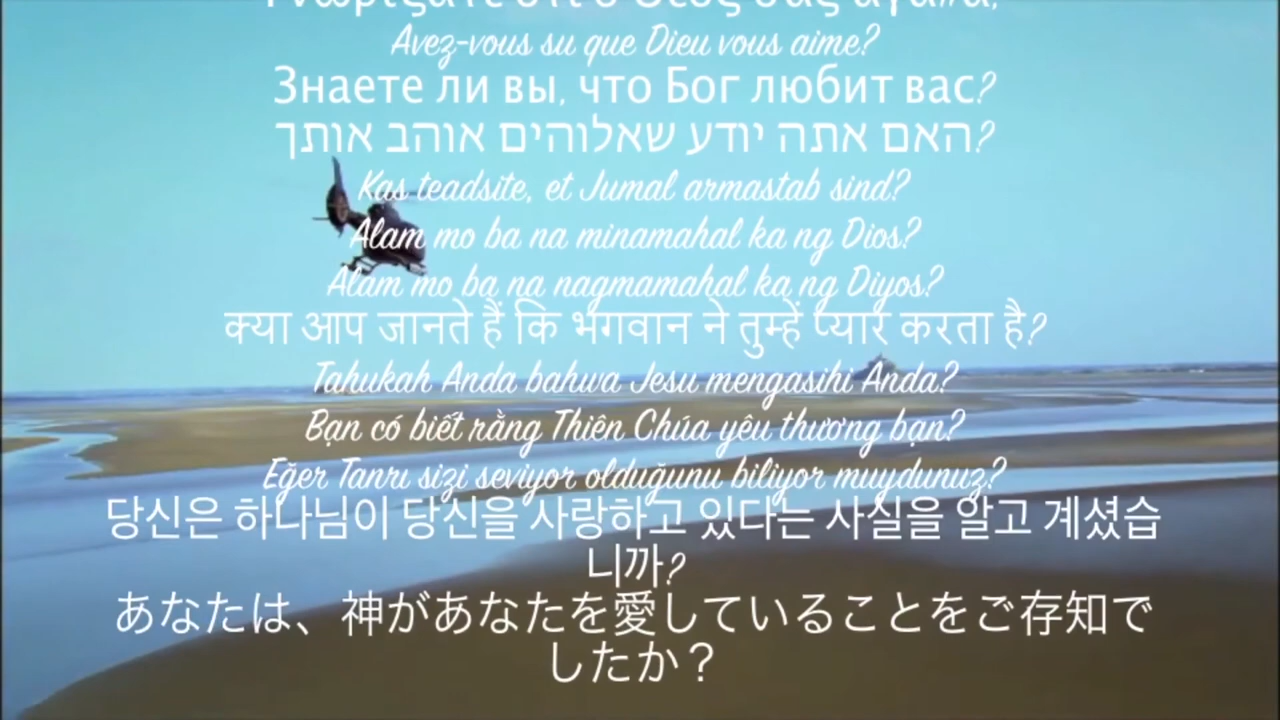 Avez-vous su que Dieu vous aime?
Знаете ли вы, что Бог любит вас?
האם אתה יודע שאלוהים אוהב אותך?
Kas teadsite, et Jumal armastab sind?
Alam mo ba na minamahal ka ng Dios?
Alam mo ba na nagmamahal ka ng Diyos?
क्या आप जानते हैं कि भगवान ने तुम्हें प्यार करता है?
Tahukah Anda bahwa Jesu mengasihi Anda?
Bạn có biết rằng Thiên Chúa yêu thương bạn?
Eğer Tanrı sizi seviyor olduğunu biliyor muydunuz?
당신은 하나님이 당신을 사랑하고 있다는 사실을 알고 계셨습
니까?
あなたは、神があなたを愛していることをご存知で
したか？